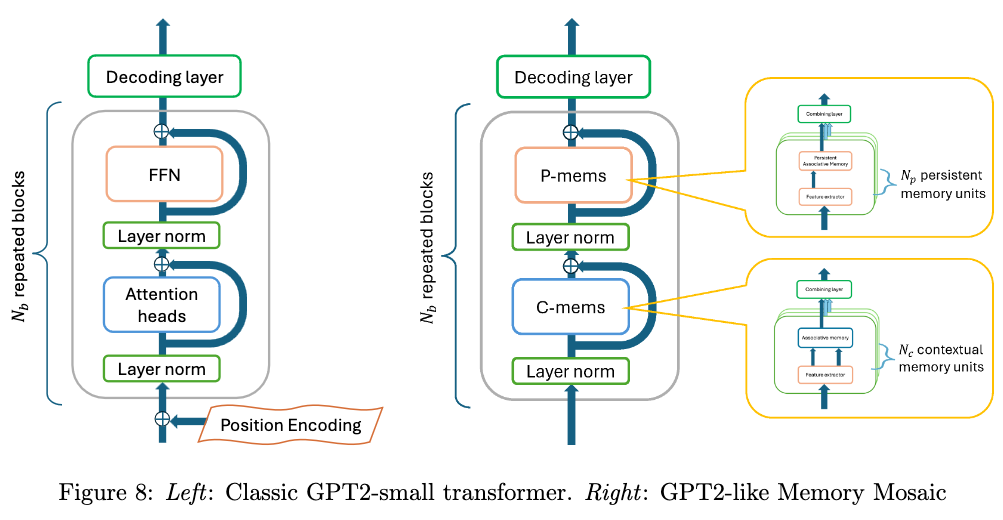 Decoding layer
FFN
Layer norm
Attention
heads
Layer norm
Position Encoding
N_b repeated blocks
Decoding layer
P-mems
Layer norm
C-mems
Layer norm
N_b repeated blocks
Combining layer
Persistent
Associative Memory
Feature extractor
N_p persistent
memory units
Combining layer
Associative memory
Feature extractor
N_c contextual
memory units
Figure 8: Left: Classic GPT2-small transformer. Right: GPT2-like Memory Mosaic